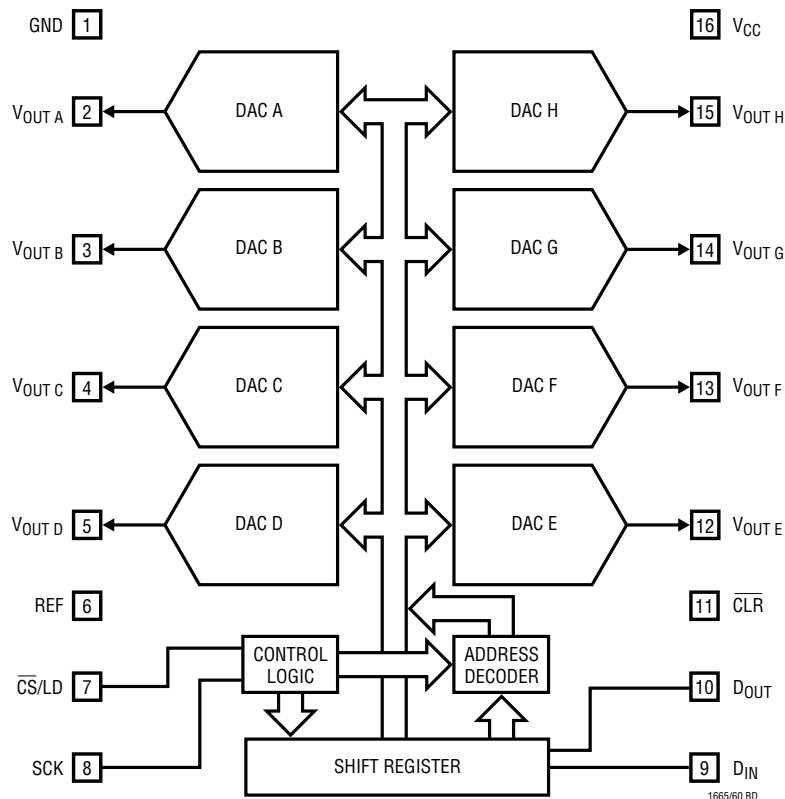 GND 1
16 VCC
VOUT A 2
DAC A
DAC H
15 VOUT H
VOUT B 3
DAC B
DAC G
14 VOUT G
VOUT C 4
DAC C
DAC F
13 VOUT F
VOUT D 5
DAC D
DAC E
12 VOUT E
REF 6
11 C̅L̅R̅
C̅S̅/LD 7
CONTROL
LOGIC
ADDRESS
DECODER
10 DOUT
SCK 8
SHIFT REGISTER
9 DIN
1665/60 BD